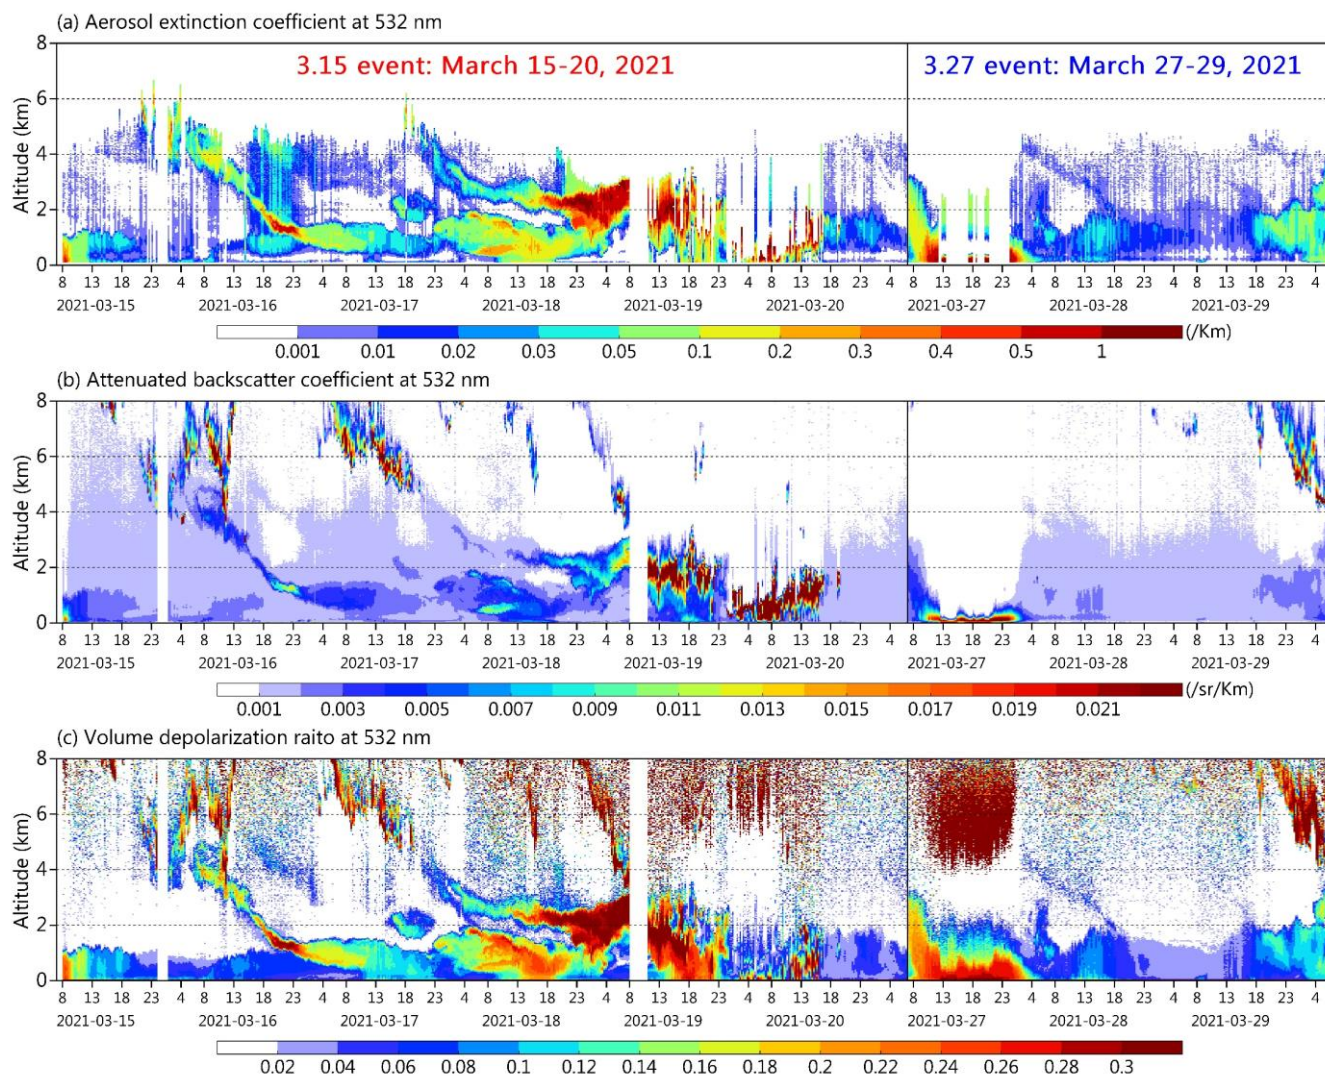 (a) Aerosol extinction coefficient at 532 nm
3.15 event: March 15-20, 2021 3.27 event: March 27-29, 2021
Altitude (km)
8
6
4
2
0
8 13 18 23 4 8 13 18 23 4 8 13 18 23 4 8 13 18 23 4 8 13 18 23 4 8 13 18 23 4 8 13 18 23 4 8 13 18 23 4 8 13 18 23 4
2021-03-15 2021-03-16 2021-03-17 2021-03-18 2021-03-19 2021-03-20 2021-03-27 2021-03-28 2021-03-29
(/Km)
0.001 0.01 0.02 0.03 0.05 0.1 0.2 0.3 0.4 0.5 1
(b) Attenuated backscatter coefficient at 532 nm
Altitude (km)
8
6
4
2
0
8 13 18 23 4 8 13 18 23 4 8 13 18 23 4 8 13 18 23 4 8 13 18 23 4 8 13 18 23 4 8 13 18 23 4 8 13 18 23 4 8 13 18 23 4
2021-03-15 2021-03-16 2021-03-17 2021-03-18 2021-03-19 2021-03-20 2021-03-27 2021-03-28 2021-03-29
(/sr/Km)
0.001 0.003 0.005 0.007 0.009 0.011 0.013 0.015 0.017 0.019 0.021
(c) Volume depolarization raito at 532 nm
Altitude (km)
8
6
4
2
0
8 13 18 23 4 8 13 18 23 4 8 13 18 23 4 8 13 18 23 4 8 13 18 23 4 8 13 18 23 4 8 13 18 23 4 8 13 18 23 4 8 13 18 23 4
2021-03-15 2021-03-16 2021-03-17 2021-03-18 2021-03-19 2021-03-20 2021-03-27 2021-03-28 2021-03-29
0.02 0.04 0.06 0.08 0.1 0.12 0.14 0.16 0.18 0.2 0.22 0.24 0.26 0.28 0.3